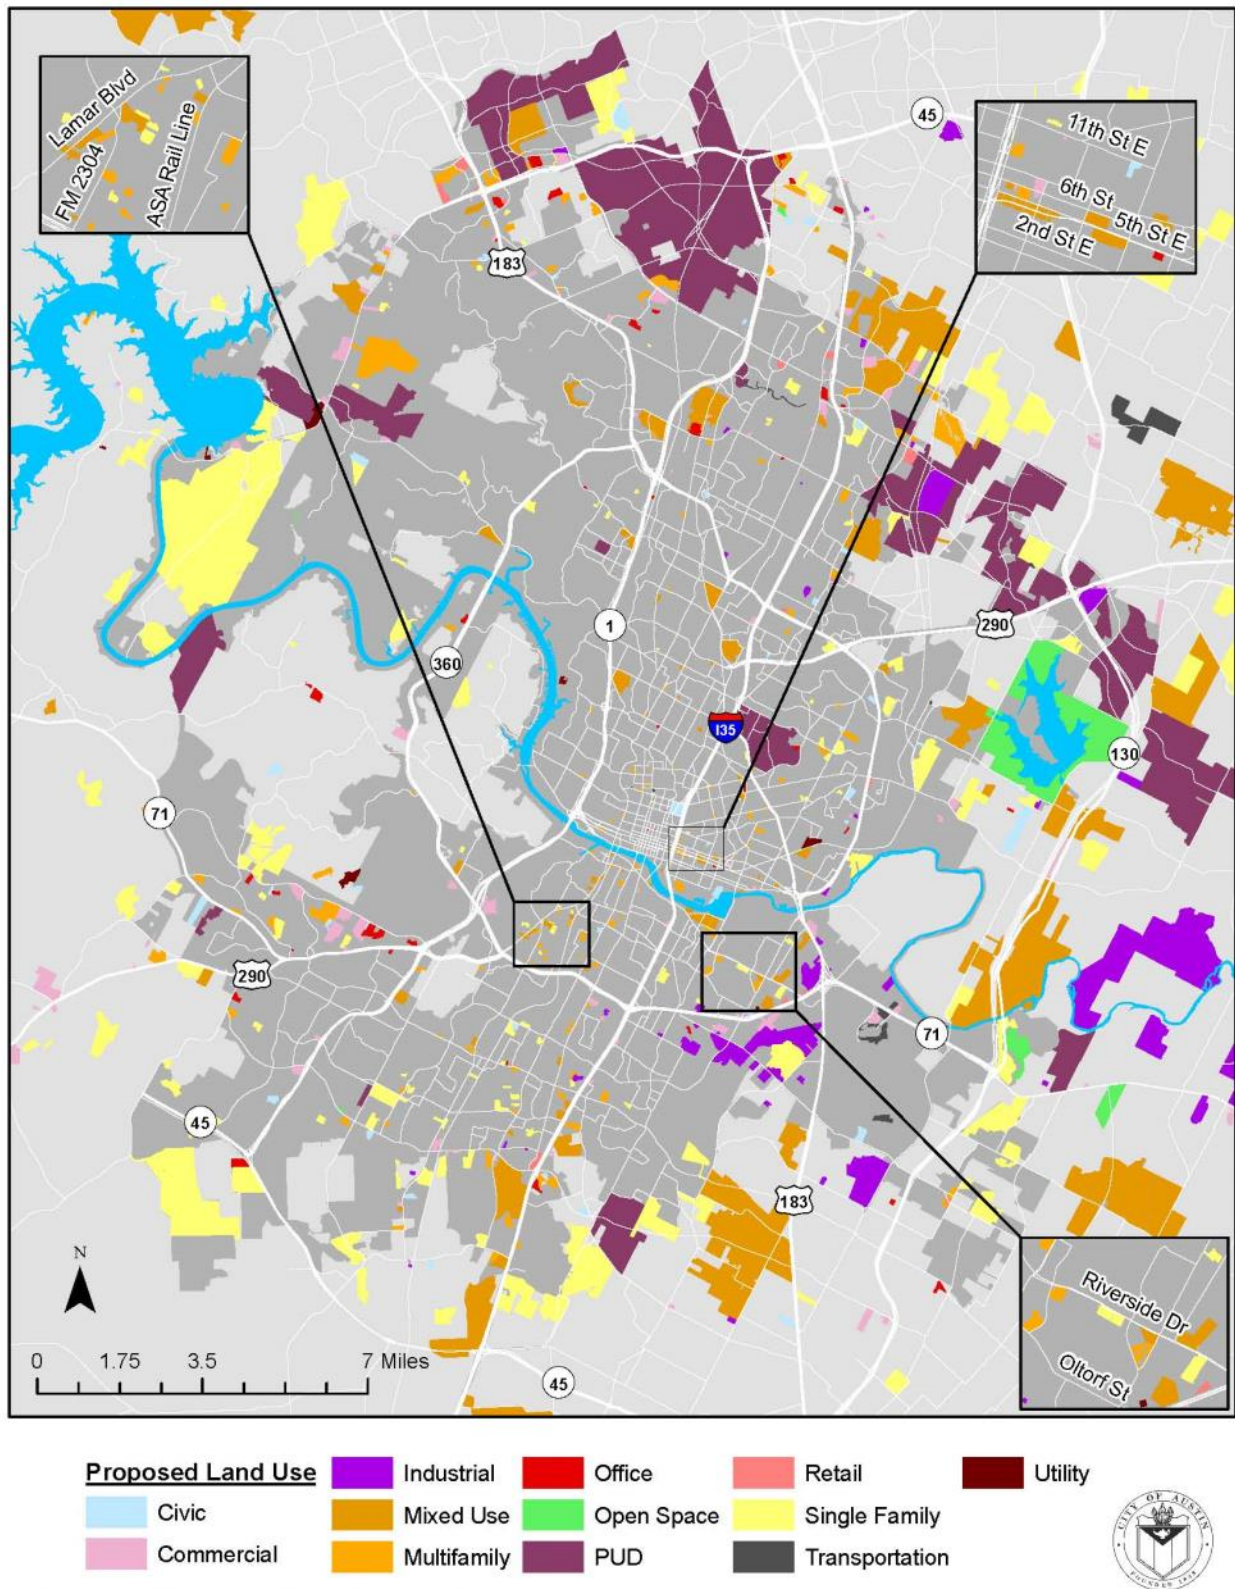 Lamar Blvd
FM 2304
ASA Rail Line
45
11th St E
6th St
5th St E
2nd St E
183
1
290
360
I35
130
71
290
71
45
183
N
0 1.75 3.5 7 Miles
45
Riverside Dr
Oltorf St
Proposed Land Use
Industrial
Office
Retail
Utility
Civic
Mixed Use
Open Space
Single Family
Commercial
Multifamily
PUD
Transportation
CITY OF AUSTIN
FOUNDED 1839